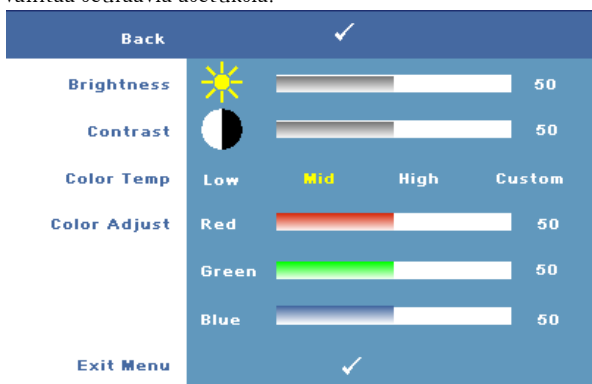 Back
Brightness 50
Contrast 50
Color Temp Low Mid High Custom
Color Adjust Red 50
Green 50
Blue 50
Exit Menu